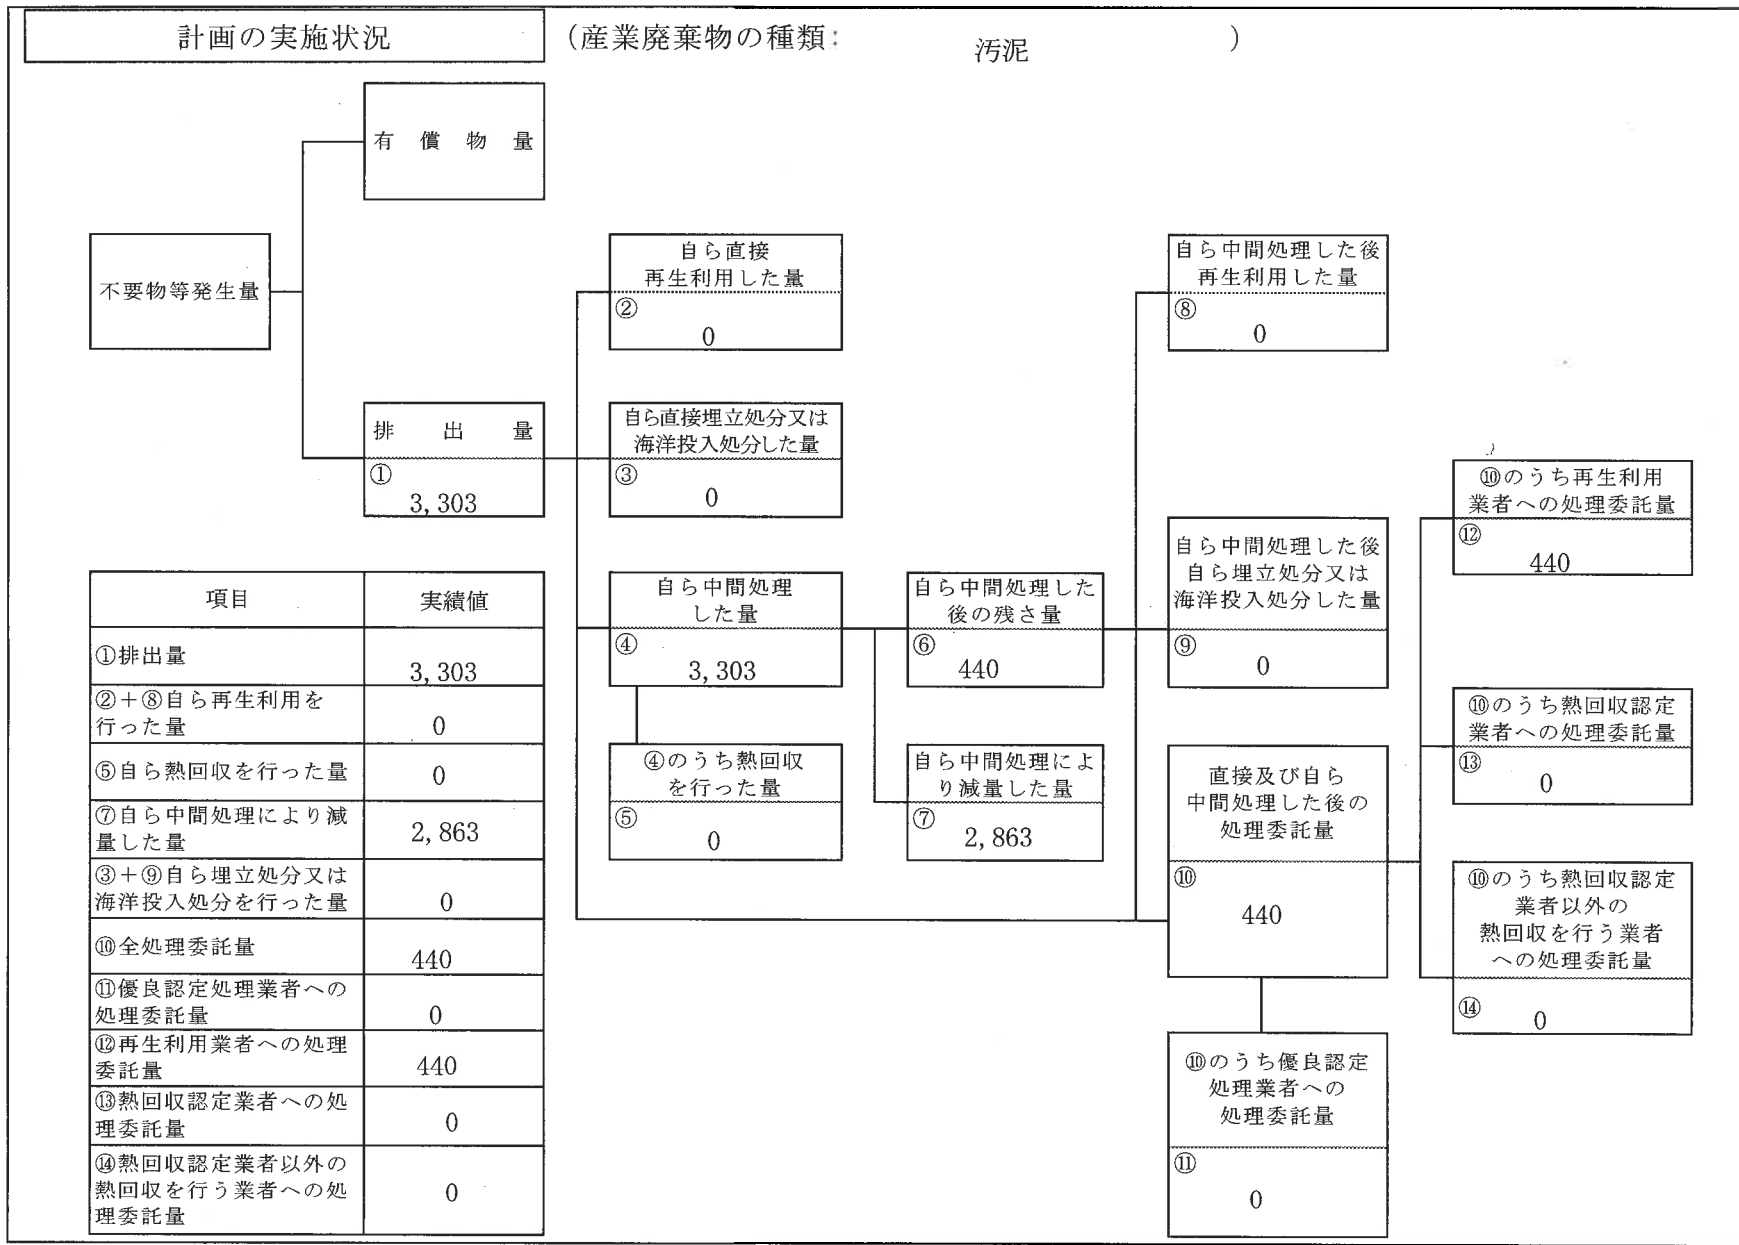 計画の実施状況
(産業廃棄物の種類: 汚泥 )
有償物量
不要物等発生量
排出量
①
3,303
自ら直接
再生利用した量
②
0
自ら直接埋立処分又は
海洋投入処分した量
③
0
自ら中間処理
した量
④
3,303
④のうち熱回収
を行った量
⑤
0
自ら中間処理した
後の残さ量
⑥
440
自ら中間処理によ
り減量した量
⑦
2,863
自ら中間処理した後
再生利用した量
⑧
0
自ら中間処理した後
自ら埋立処分又は
海洋投入処分した量
⑨
0
直接及び自ら
中間処理した後の
処理委託量
⑩
440
⑩のうち優良認定
処理業者への
処理委託量
⑪
0
⑩のうち再生利用
業者への処理委託量
⑫
440
⑩のうち熱回収認定
業者への処理委託量
⑬
0
⑩のうち熱回収認定
業者以外の
熱回収を行う業者
への処理委託量
⑭
0
項目 実績値
①排出量 3,303
②+⑧自ら再生利用を
行った量 0
⑤自ら熱回収を行った量 0
⑦自ら中間処理により減
量した量 2,863
③+⑨自ら埋立処分又は
海洋投入処分を行った量 0
⑩全処理委託量 440
⑪優良認定処理業者への
処理委託量 0
⑫再生利用業者への処理
委託量 440
⑬熱回収認定業者への処
理委託量 0
⑭熱回収認定業者以外の
熱回収を行う業者への処
理委託量 0